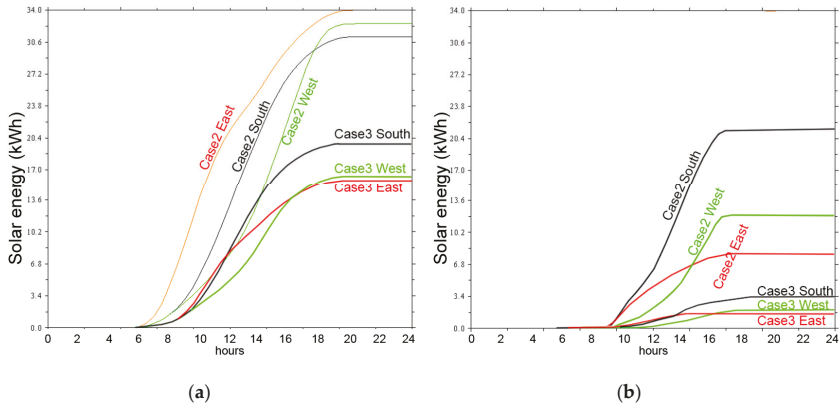 34.0
30.6
27.2
23.8
20.4
17.0
13.6
10.2
6.8
3.4
0.0
Solar energy (kWh)
Case2 East
Case2 South
Case2 West
Case3 South
Case3 West
Case3 East
0 2 4 6 8 10 12 14 16 18 20 22 24
hours
(a)
34.0
30.6
27.2
23.8
20.4
17.0
13.6
10.2
6.8
3.4
0.0
Solar energy (kWh)
Case2 South
Case2 West
Case2 East
Case3 South
Case3 West
Case3 East
0 2 4 6 8 10 12 14 16 18 20 22 24
hours
(b)